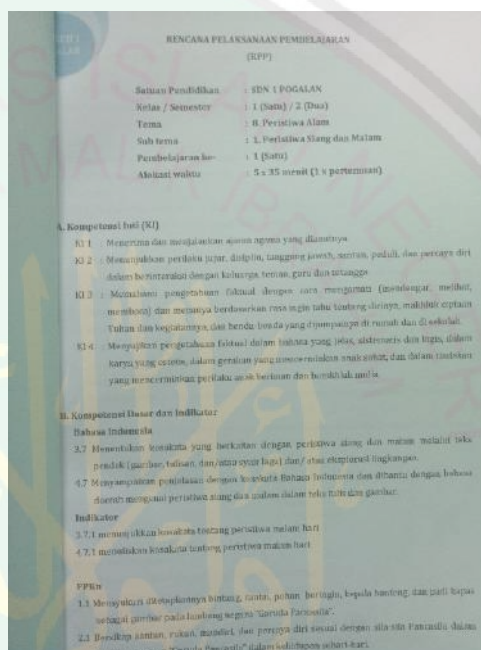 RENCANA PELAKSANAAN PEMBELAJARAN
(RPP)
Satuan Pendidikan : SDN 1 POGALAN
Kelas / Semester : 1 (Satu) / 2 (Dua)
Tema : 8. Peristiwa Alam
Sub tema : 1. Peristiwa Siang dan Malam
Pembelajaran ke- : 1 (Satu)
Alokasi waktu : 5 x 35 menit (1 x pertemuan)
A. Kompetensi Inti (KI)
KI 1 : Menerima dan menjalankan ajaran agama yang dianutnya
KI 2 : Menunjukkan perilaku jujur, disiplin, tanggung jawab, santun, peduli, dan percaya diri
dalam berinteraksi dengan keluarga, teman, guru dan tetangga
KI 3 : Memahami pengetahuan faktual dengan cara mengamati (mendengar, melihat,
membaca) dan menanya berdasarkan rasa ingin tahu tentang dirinya, makhluk ciptaan
Tuhan dan kegiatannya, dan benda-benda yang dijumpainya di rumah dan di sekolah
KI 4 : Menyajikan pengetahuan faktual dalam bahasa yang jelas, sistematis dan logis, dalam
karya yang estetis, dalam gerakan yang mencerminkan anak sehat, dan dalam tindakan
yang mencerminkan perilaku anak beriman dan berakhlak mulia
B. Kompetensi Dasar dan Indikator
Bahasa Indonesia
3.7 Menentukan kosakata yang berkaitan dengan peristiwa siang dan malam melalui teks
pendek (gambar, tulisan, dan/atau syair lagu) dan/atau eksplorasi lingkungan.
4.7 Menyampaikan penjelasan dengan kosakata Bahasa Indonesia dan dibantu dengan bahasa
daerah mengenai peristiwa siang dan malam dalam teks tulis dan gambar.
Indikator
3.7.1 menunjukkan kosakata tentang peristiwa malam hari
4.7.1 menuliskan kosakata tentang peristiwa malam hari
PPKn
1.1 Mensyukuri ditetapkannya bintang, rantai, pohon beringin, kepala banteng, dan padi kapas
sebagai gambar pada lambang negara "Garuda Pancasila".
2.1 Bersikap santun, rukun, mandiri, dan percaya diri sesuai dengan sila-sila Pancasila dalam
"Garuda Pancasila" dalam kehidupan sehari-hari.